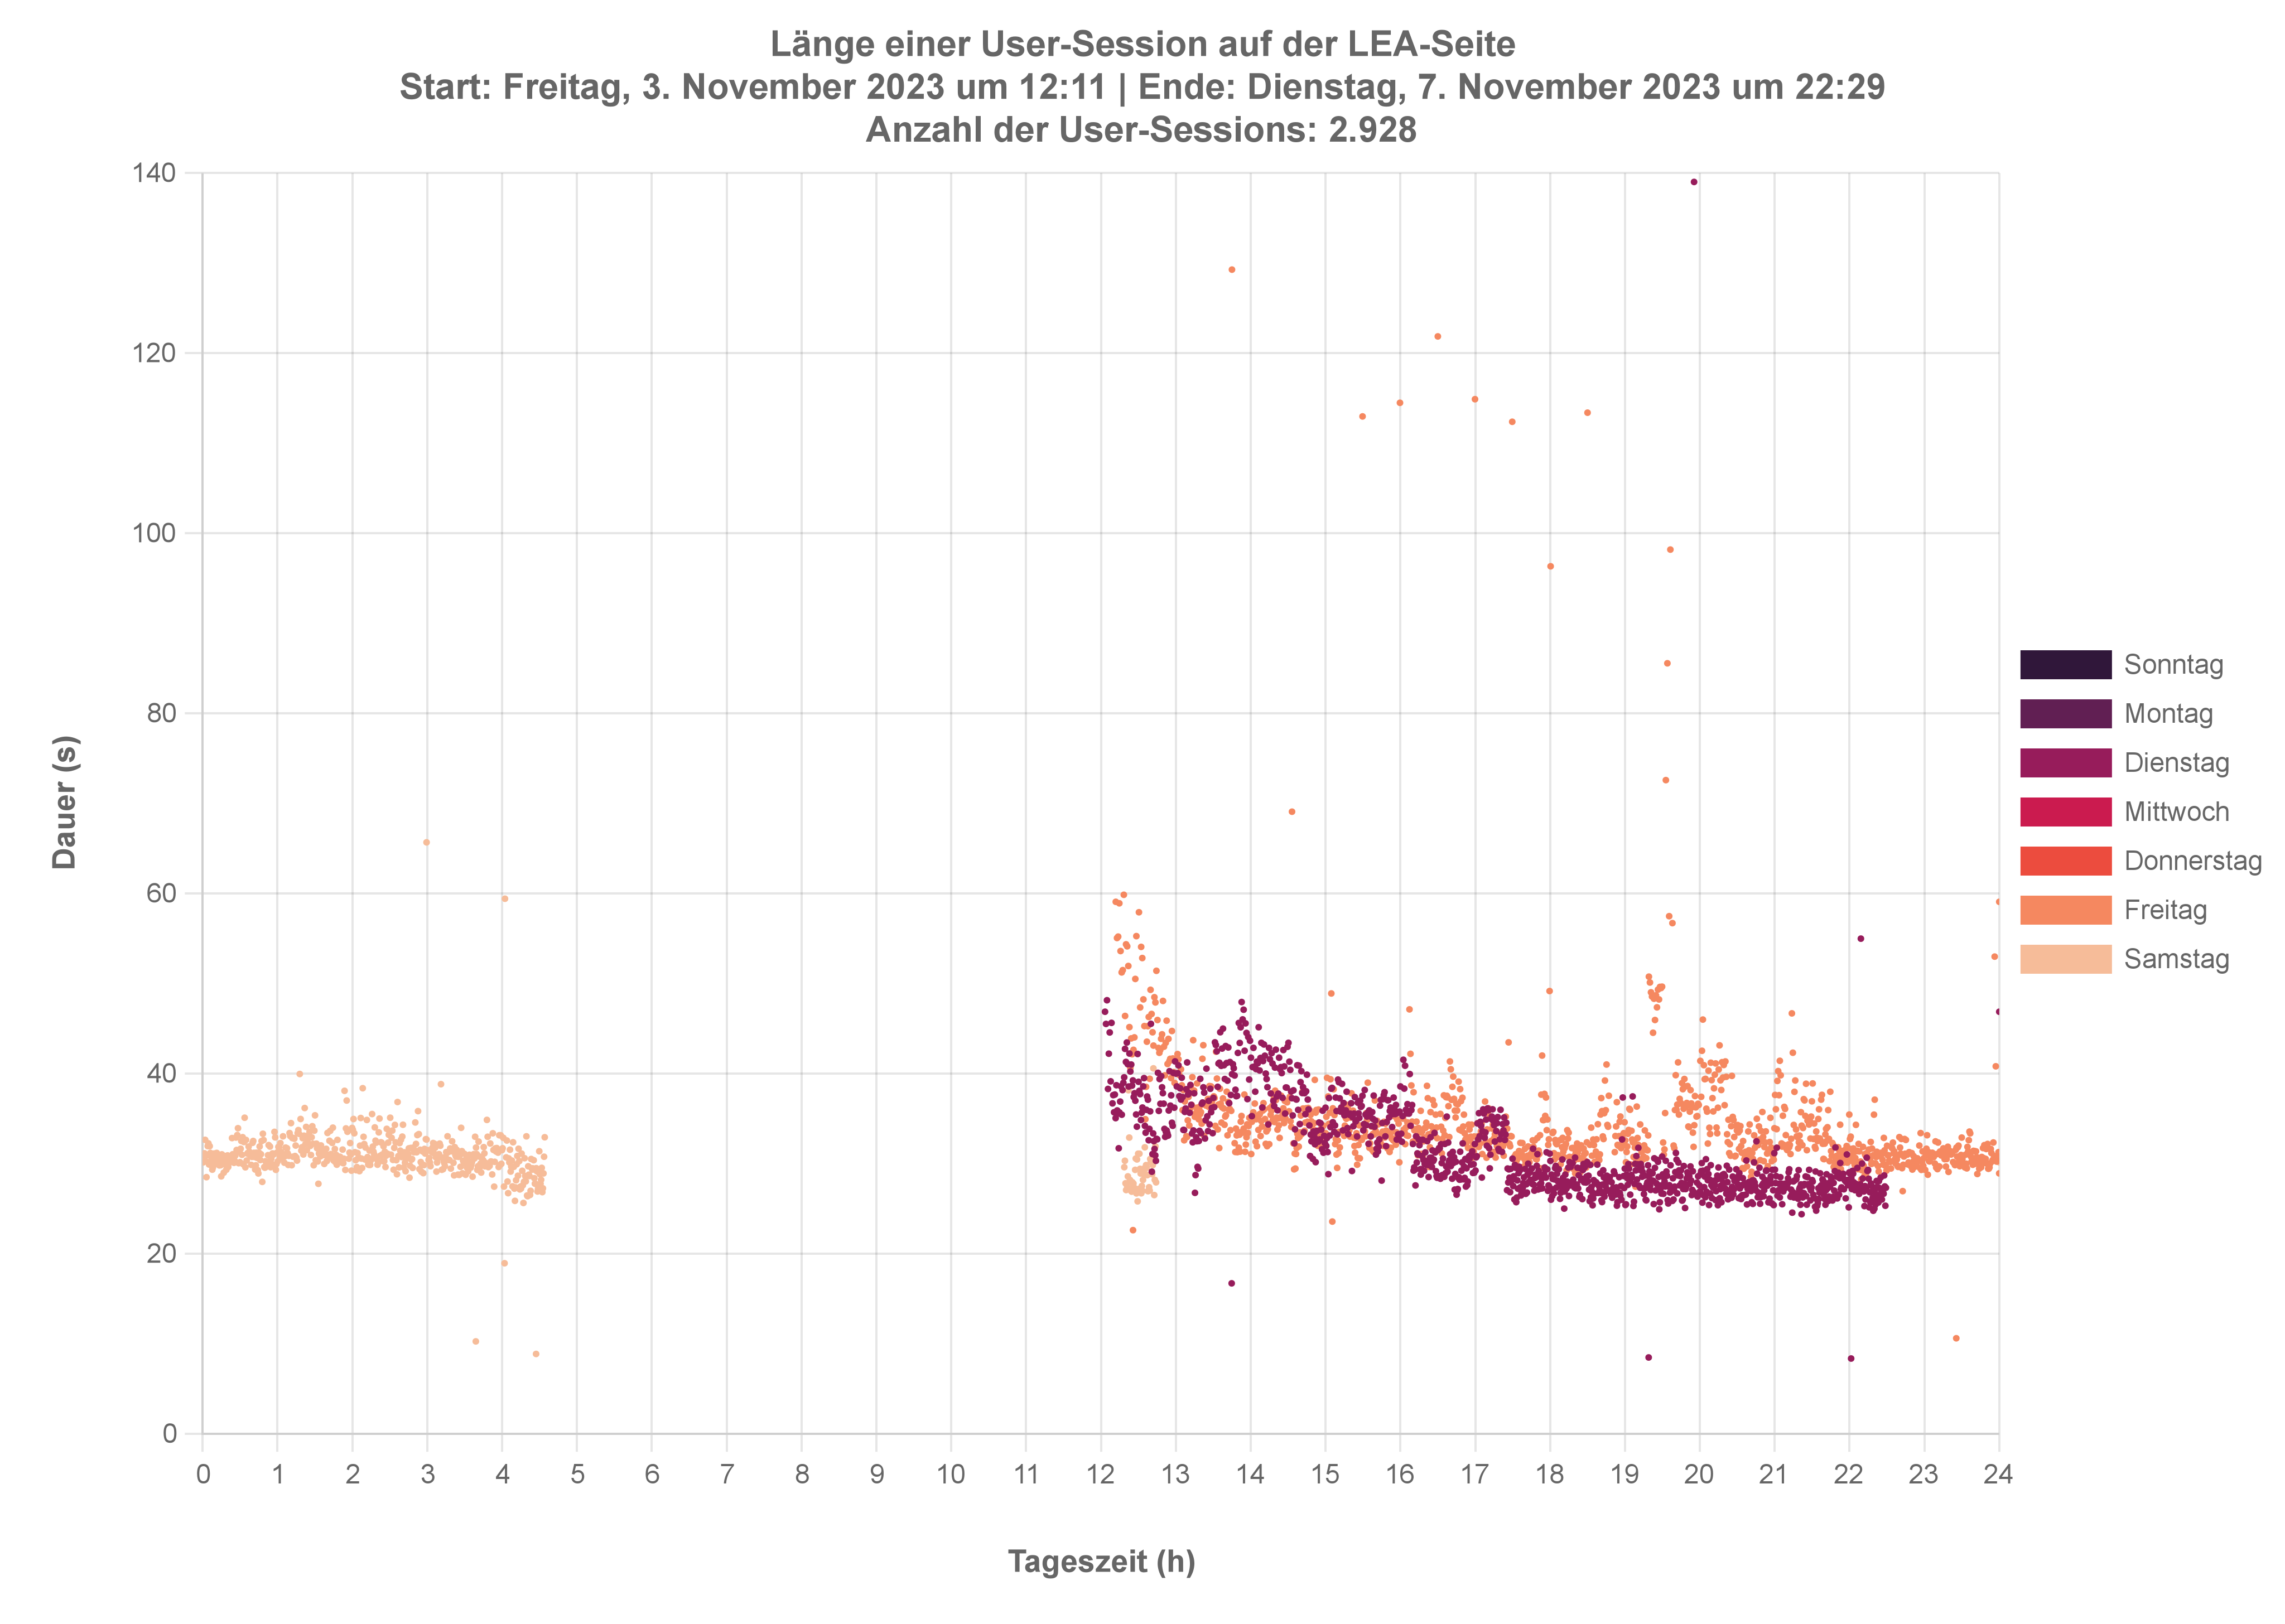 Länge einer User-Session auf der LEA-Seite
Start: Freitag, 3. November 2023 um 12:11 | Ende: Dienstag, 7. November 2023 um 22:29
Anzahl der User-Sessions: 2.928
140
120
100
80
60
40
20
0
Dauer (s)
0 1 2 3 4 5 6 7 8 9 10 11 12 13 14 15 16 17 18 19 20 21 22 23 24
Tageszeit (h)
Sonntag
Montag
Dienstag
Mittwoch
Donnerstag
Freitag
Samstag